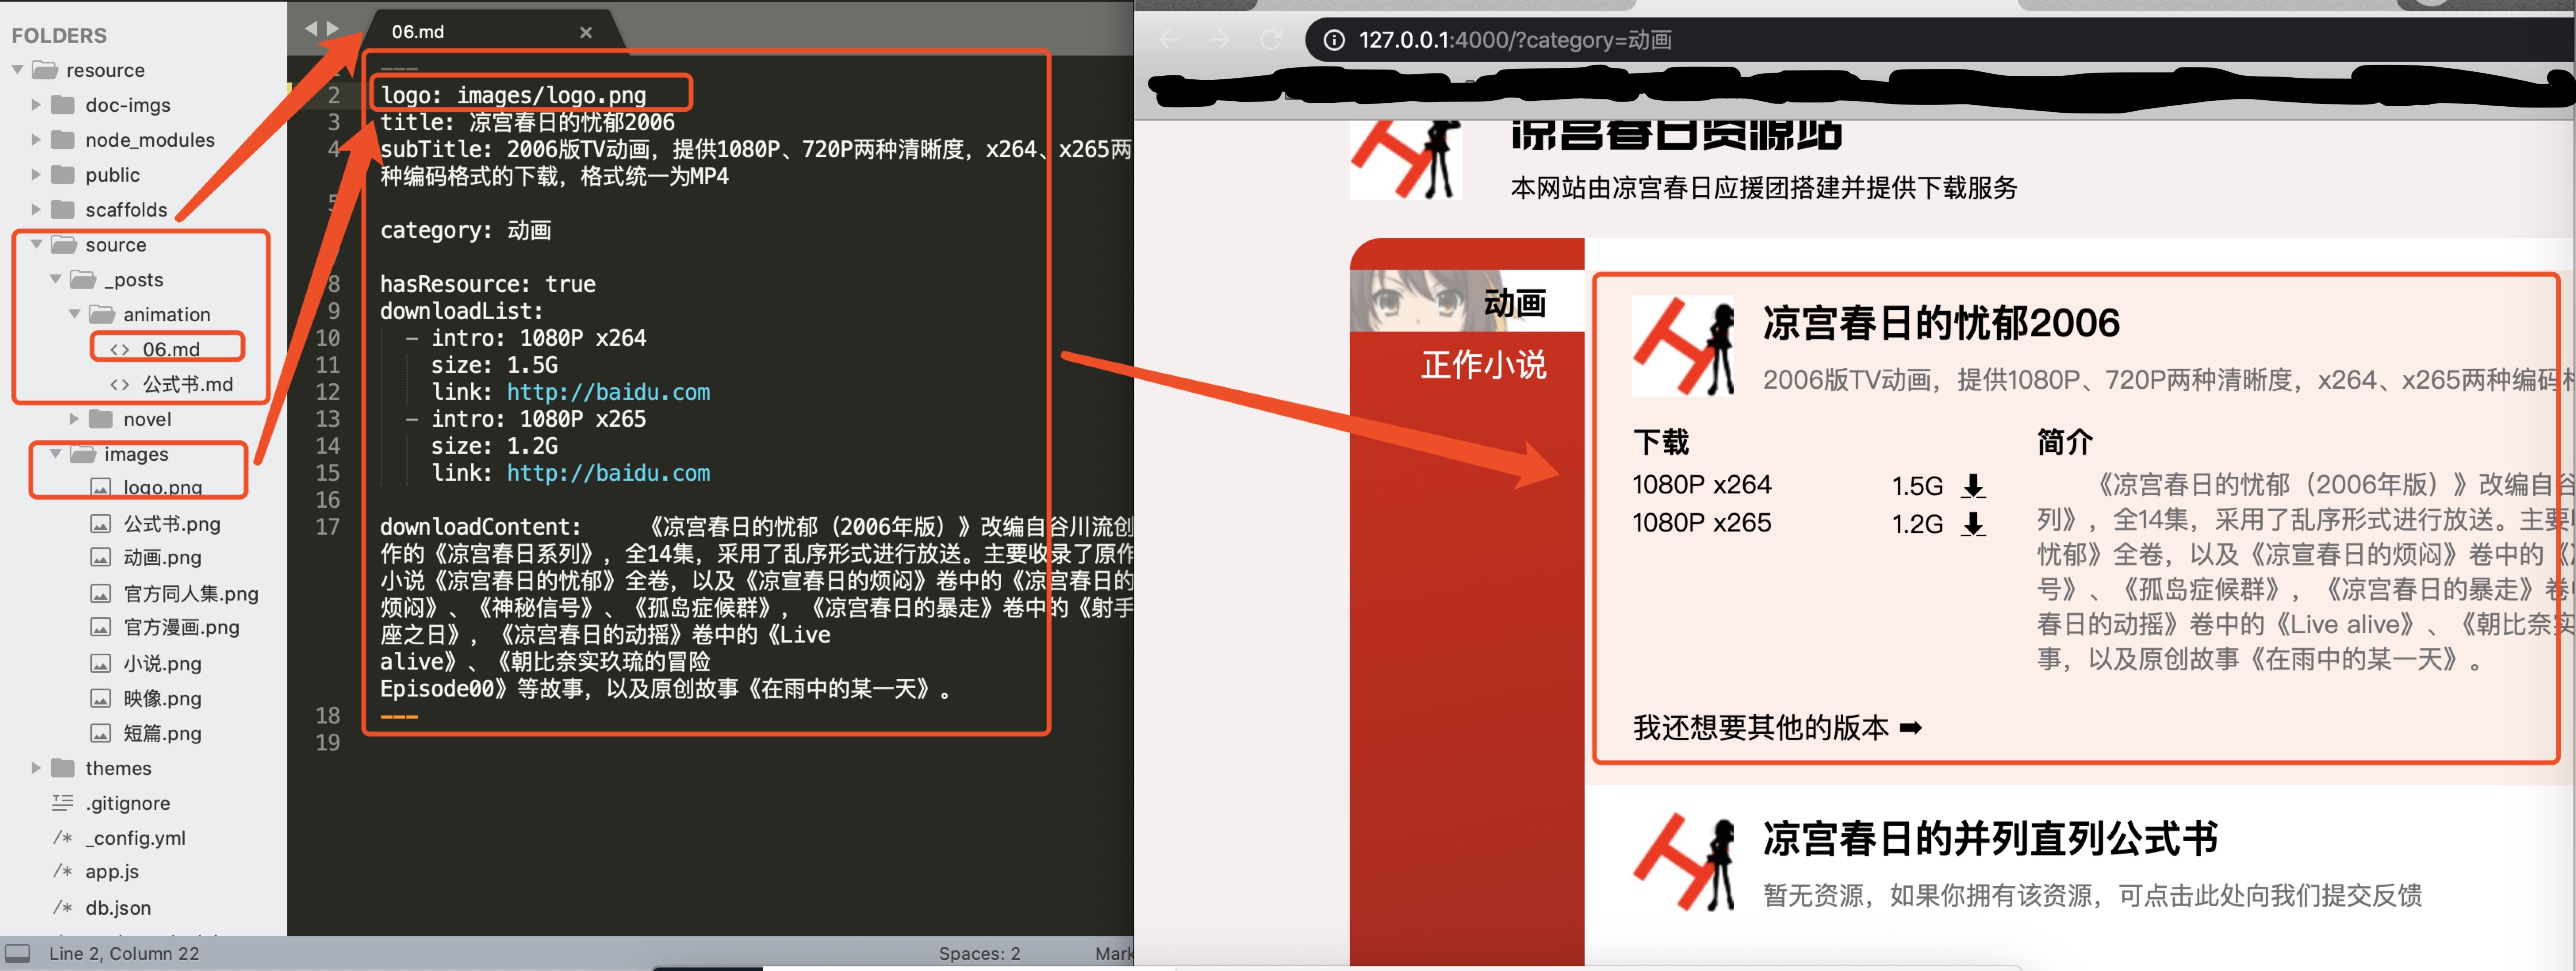 FOLDERS
resource
doc-imgs
node_modules
public
scaffolds
source
_posts
animation
06.md
公式书.md
novel
images
logo.png
公式书.png
动画.png
官方同人集.png
官方漫画.png
小说.png
映像.png
短篇.png
themes
.gitignore
_config.yml
app.js
db.json
06.md
---
2 logo: images/logo.png
3 title: 凉宫春日的忧郁2006
4 subTitle: 2006版TV动画，提供1080P、720P两种清晰度，x264、x265两
种编码格式的下载，格式统一为MP4
5
category: 动画
8 hasResource: true
9 downloadList:
10 - intro: 1080P x264
11 size: 1.5G
12 link: http://baidu.com
13 - intro: 1080P x265
14 size: 1.2G
15 link: http://baidu.com
16
17 downloadContent: 《凉宫春日的忧郁（2006年版）》改编自谷川流创
作的《凉宫春日系列》，全14集，采用了乱序形式进行放送。主要收录了原作
小说《凉宫春日的忧郁》全卷，以及《凉宣春日的烦闷》卷中的《凉宫春日的
烦闷》、《神秘信号》、《孤岛症候群》，《凉宫春日的暴走》卷中的《射手
座之日》，《凉宫春日的动摇》卷中的《Live
alive》、《朝比奈实玖琉的冒险
Episode00》等故事，以及原创故事《在雨中的某一天》。
18 ---
19
Line 2, Column 22
Spaces: 2
Mark
127.0.0.1:4000/?category=动画
凉宫春日资源站
本网站由凉宫春日应援团搭建并提供下载服务
动画
正作小说
凉宫春日的忧郁2006
2006版TV动画，提供1080P、720P两种清晰度，x264、x265两种编码
下载
1080P x264 1.5G
1080P x265 1.2G
简介
《凉宫春日的忧郁（2006年版）》改编自谷
列》，全14集，采用了乱序形式进行放送。主要
忧郁》全卷，以及《凉宣春日的烦闷》卷中的《
号》、《孤岛症候群》，《凉宫春日的暴走》卷
春日的动摇》卷中的《Live alive》、《朝比奈实
事，以及原创故事《在雨中的某一天》。
我还想要其他的版本 ➡
凉宫春日的并列直列公式书
暂无资源，如果你拥有该资源，可点击此处向我们提交反馈